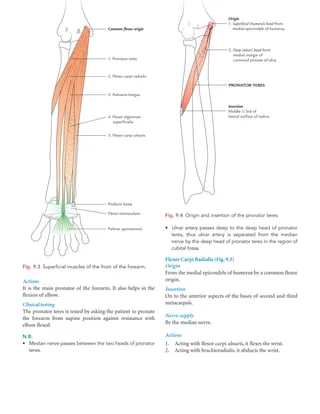 Common flexor origin
1. Pronator teres
2. Flexor carpi radialis
3. Palmaris longus
4. Flexor digitorum
superficialis
5. Flexor carpi ulnaris
Pisiform bone
Flexor retinaculum
Palmar aponeurosis
Fig. 9.3 Superficial muscles of the front of the forearm.
Actions
It is the main pronator of the forearm. It also helps in the
flexion of elbow.
Clinical testing
The pronator teres is tested by asking the patient to pronate
the forearm from supine position against resistance with
elbow flexed.
N.B.
• Median nerve passes between the two heads of pronator
teres.
Origin
1. Superficial (humeral) head from
medial epicondyle of humerus
2. Deep (ulnar) head from
medial margin of
coronoid process of ulna
PRONATOR TERES
Insertion
Middle 1/3rd of
lateral surface of radius
Fig. 9.4 Origin and insertion of the pronator teres.
• Ulnar artery passes deep to the deep head of pronator
teres, thus ulnar artery is separated from the median
nerve by the deep head of pronator teres in the region of
cubital fossa.
Flexor Carpi Radialis (Fig. 9.5)
Origin
From the medial epicondyle of humerus by a common flexor
origin.
Insertion
On to the anterior aspects of the bases of second and third
metacarpals.
Nerve supply
By the median nerve.
Actions
1. Acting with flexor carpi ulnaris, it flexes the wrist.
2. Acting with brachioradialis, it abducts the wrist.